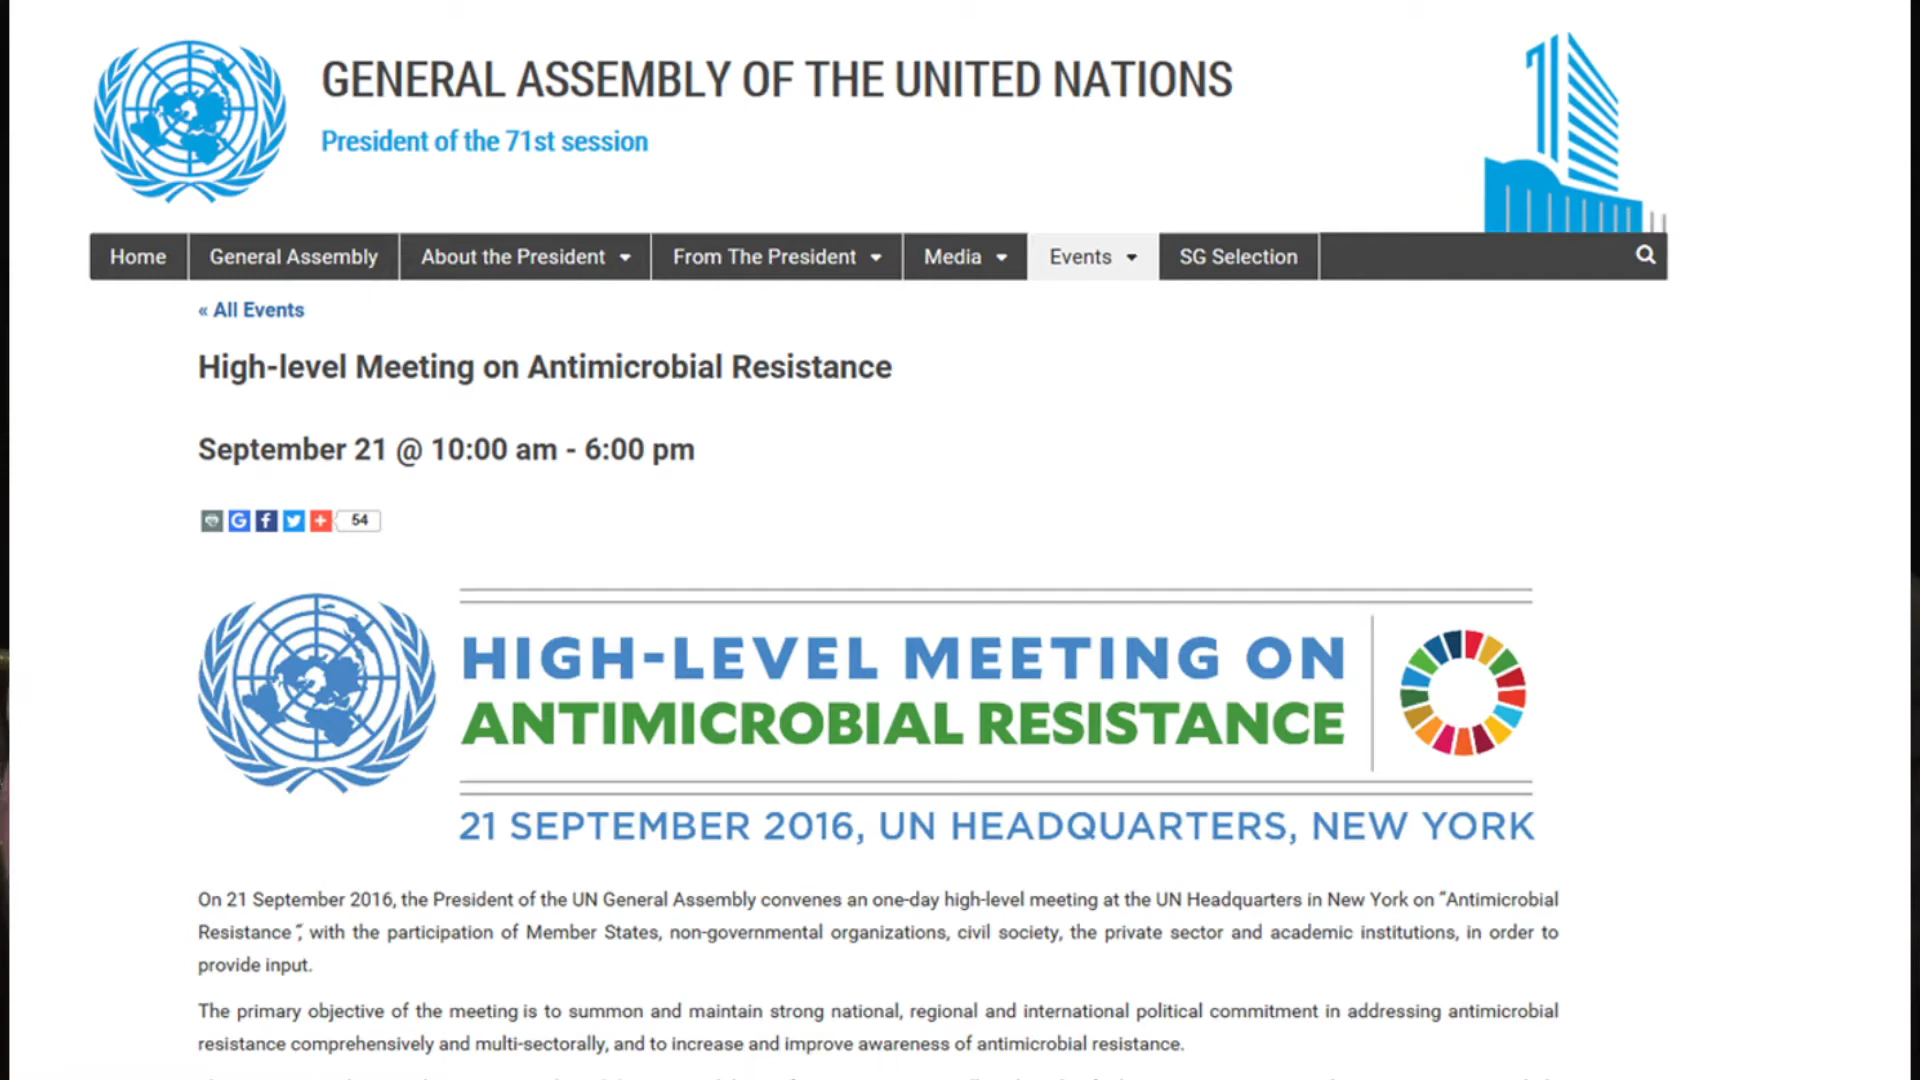 GENERAL ASSEMBLY OF THE UNITED NATIONS
President of the 71st session
Home General Assembly About the President From The President Media Events SG Selection
« All Events
High-level Meeting on Antimicrobial Resistance
September 21 @ 10:00 am - 6:00 pm
54
HIGH-LEVEL MEETING ON
ANTIMICROBIAL RESISTANCE
21 SEPTEMBER 2016, UN HEADQUARTERS, NEW YORK
On 21 September 2016, the President of the UN General Assembly convenes an one-day high-level meeting at the UN Headquarters in New York on “Antimicrobial
Resistance”, with the participation of Member States, non-governmental organizations, civil society, the private sector and academic institutions, in order to
provide input.
The primary objective of the meeting is to summon and maintain strong national, regional and international political commitment in addressing antimicrobial
resistance comprehensively and multi-sectorally, and to increase and improve awareness of antimicrobial resistance.